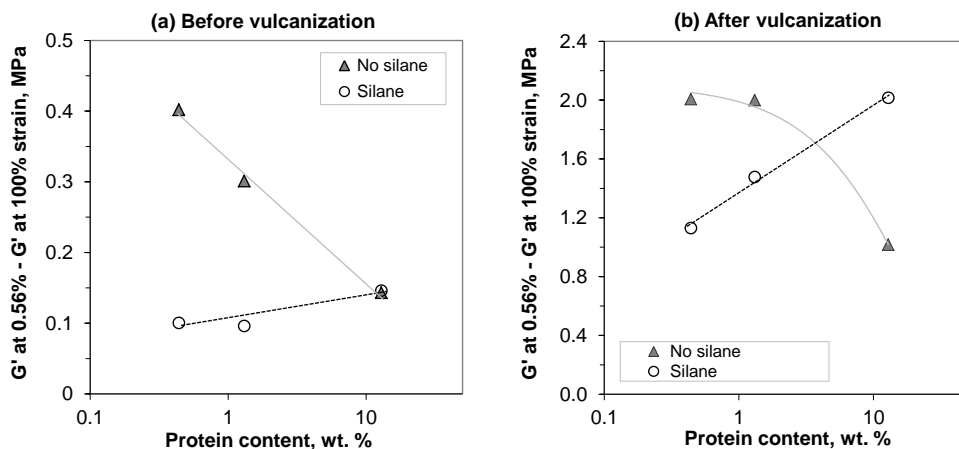 (a) Before vulcanization
G' at 0.56% - G' at 100% strain, MPa
0.5
0.4
0.3
0.2
0.1
0
No silane
Silane
0.1
1
10
Protein content, wt. %
(b) After vulcanization
G' at 0.56% - G' at 100% strain, MPa
2.4
2.0
1.6
1.2
0.8
0.4
0.0
No silane
Silane
0.1
1
10
Protein content, wt. %